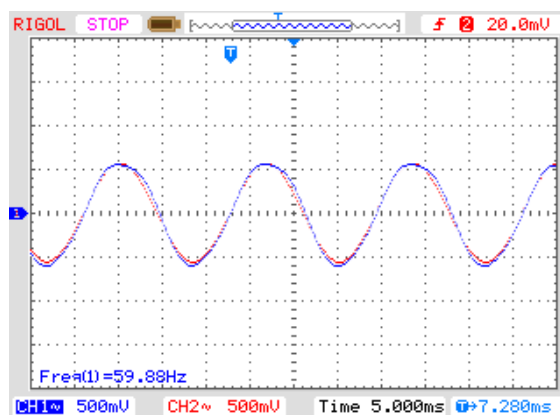 RIGOL STOP T f 2 20.0mV
T
1
Freq(1)=59.88Hz
CH1~ 500mV CH2~ 500mV Time 5.000ms T→7.280ms